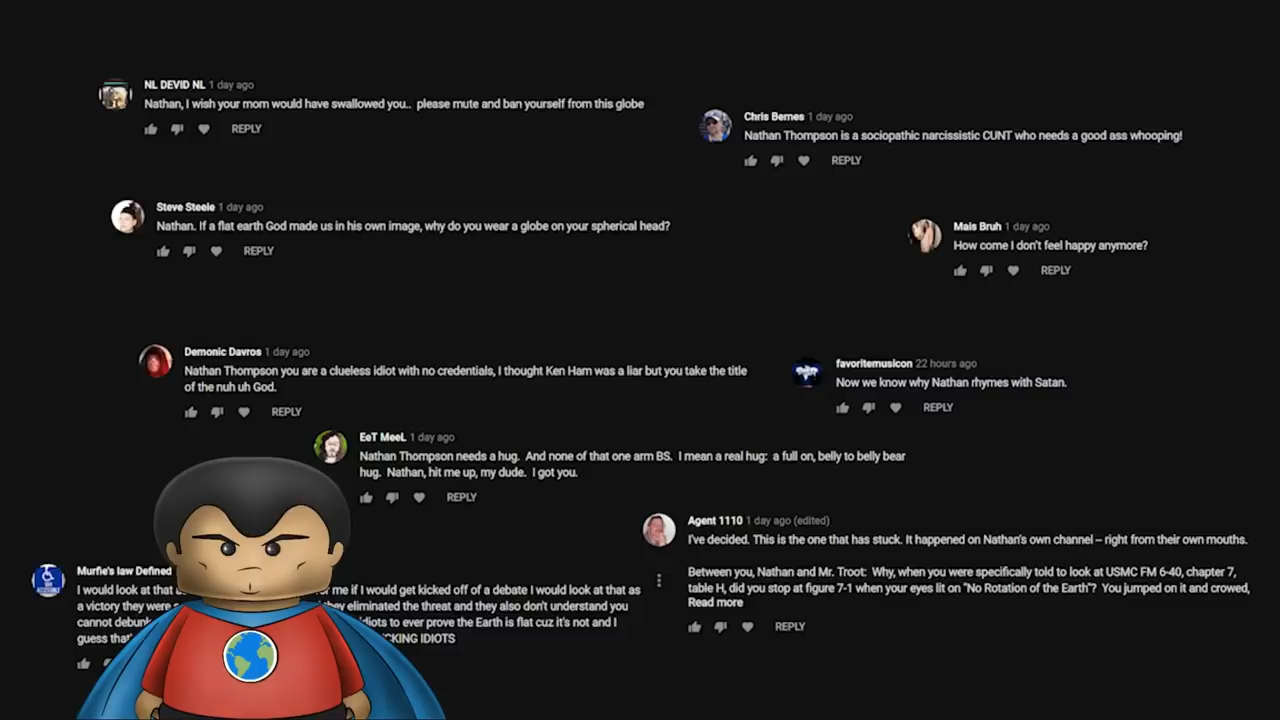 NL DEVID NL 1 day ago
Nathan, I wish your mom would have swallowed you.. please mute and ban yourself from this globe
REPLY
Chris Bernes 1 day ago
Nathan Thompson is a sociopathic narcissistic CUNT who needs a good ass whooping!
REPLY
Steve Steele 1 day ago
Nathan. If a flat earth God made us in his own image, why do you wear a globe on your spherical head?
REPLY
Mais Bruh 1 day ago
How come I don't feel happy anymore?
REPLY
Demonic Davros 1 day ago
Nathan Thompson you are a clueless idiot with no credentials, I thought Ken Ham was a liar but you take the title
of the nuh uh God.
REPLY
favoritemusicon 22 hours ago
Now we know why Nathan rhymes with Satan.
REPLY
EeT MeeL 1 day ago
Nathan Thompson needs a hug. And none of that one arm BS. I mean a real hug: a full on, belly to belly bear
hug. Nathan, hit me up, my dude. I got you.
REPLY
Agent 1110 1 day ago (edited)
I've decided. This is the one that has stuck. It happened on Nathan's own channel – right from their own mouths.
Between you, Nathan and Mr. Troot: Why, when you were specifically told to look at USMC FM 6-40, chapter 7,
table H, did you stop at figure 7-1 when your eyes lit on "No Rotation of the Earth"? You jumped on it and crowed,
Read more
REPLY
Murfie's law Defined
I would look at that as me if I would get kicked off of a debate I would look at that as
a victory they were they eliminated the threat and they also don't understand you
cannot debunk idiots to ever prove the Earth is flat cuz it's not and I
guess that IDIOTS